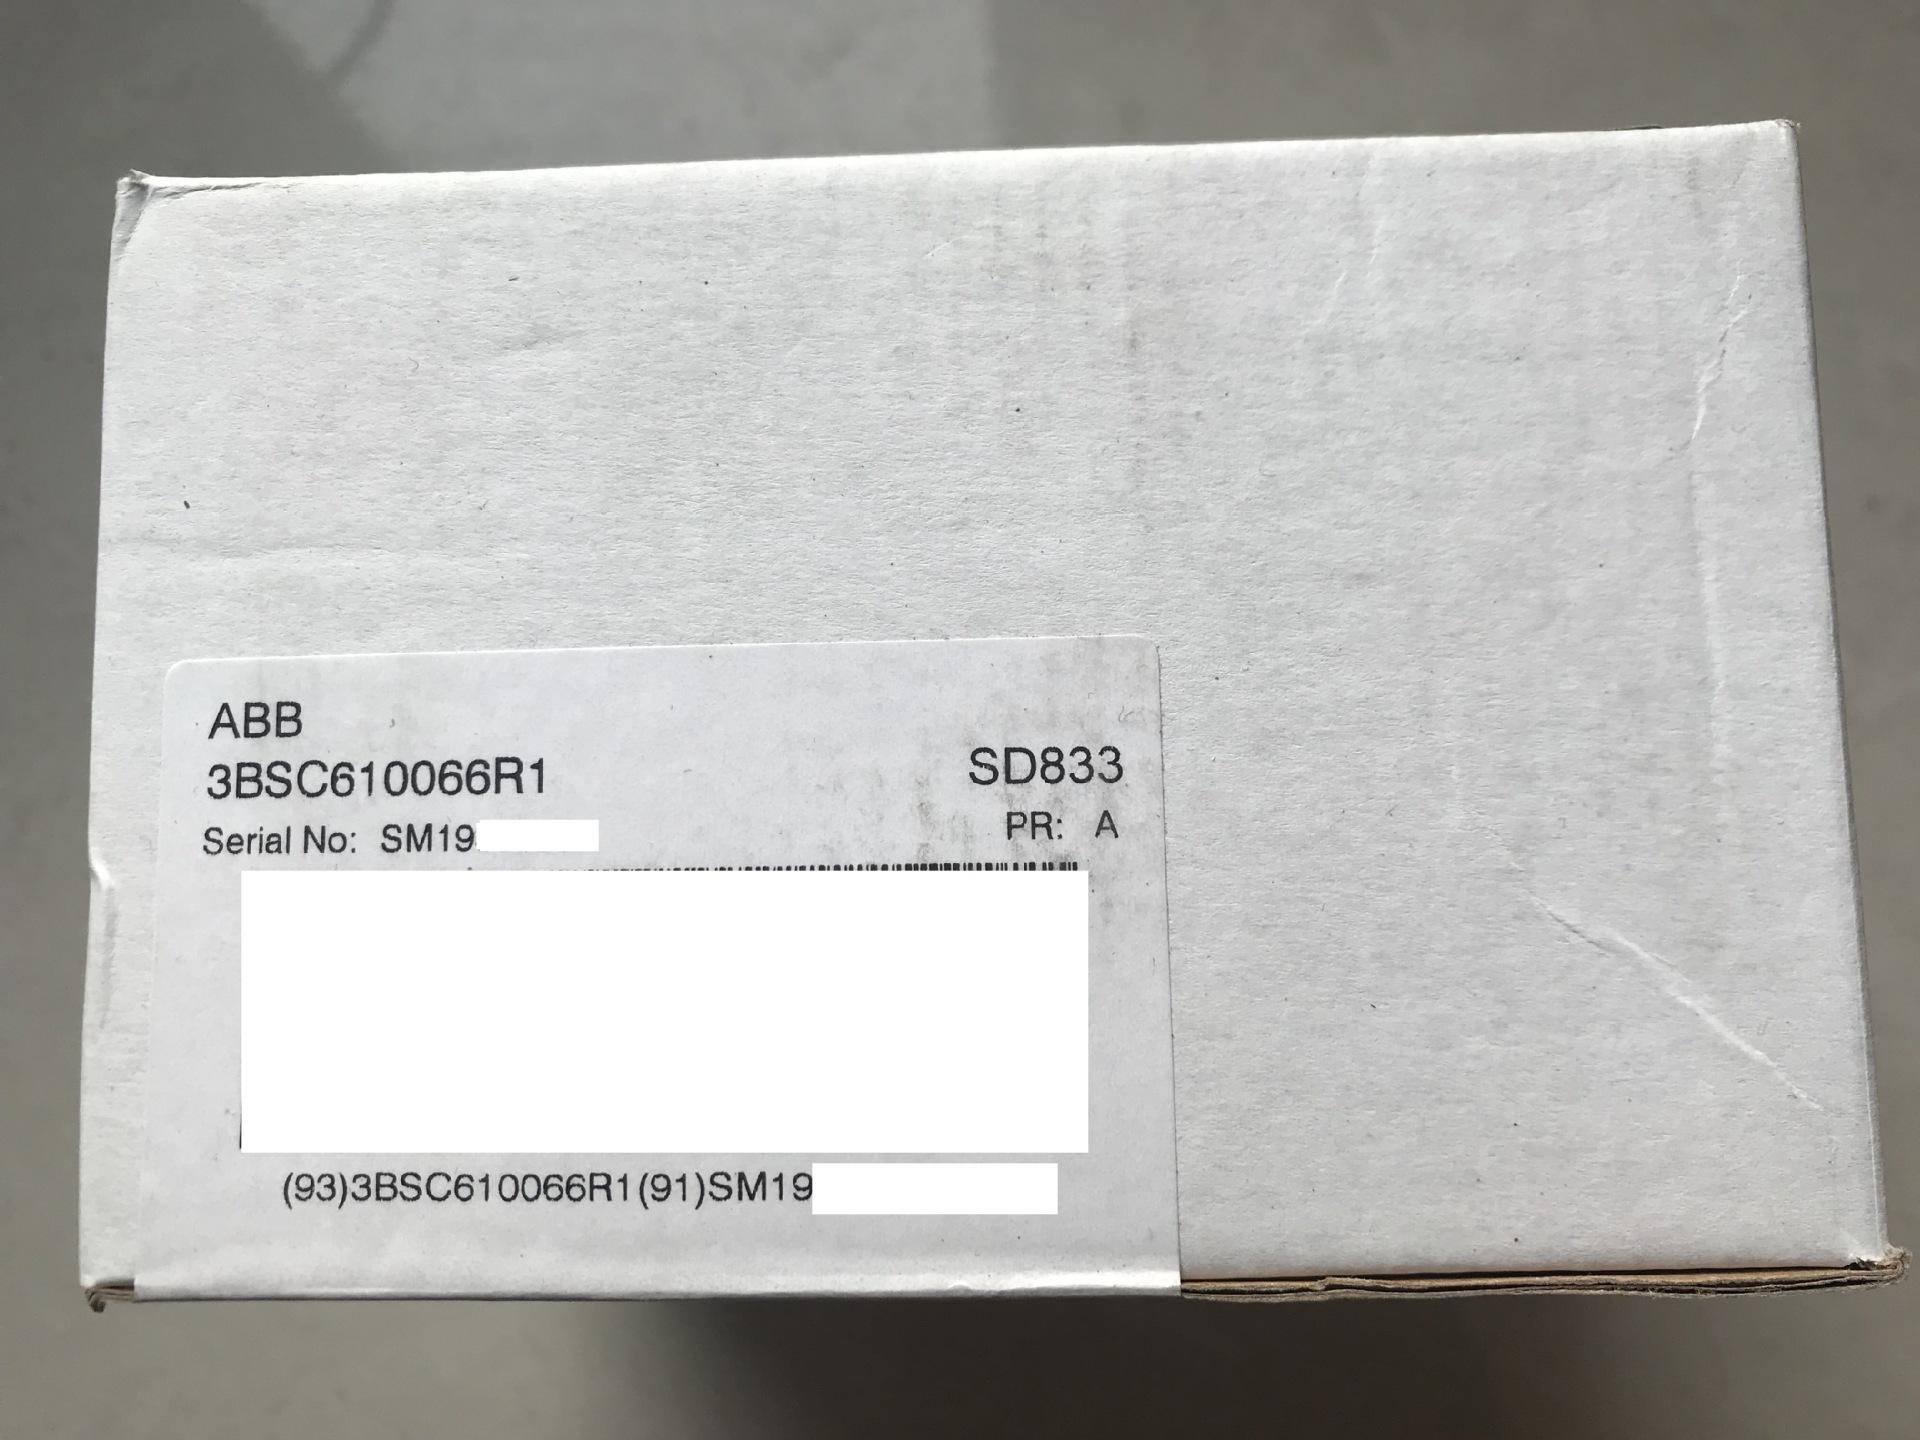 ABB
3BSC610066R1
SD833
Serial No: SM19
PR: A
(93)3BSC610066R1(91)SM19